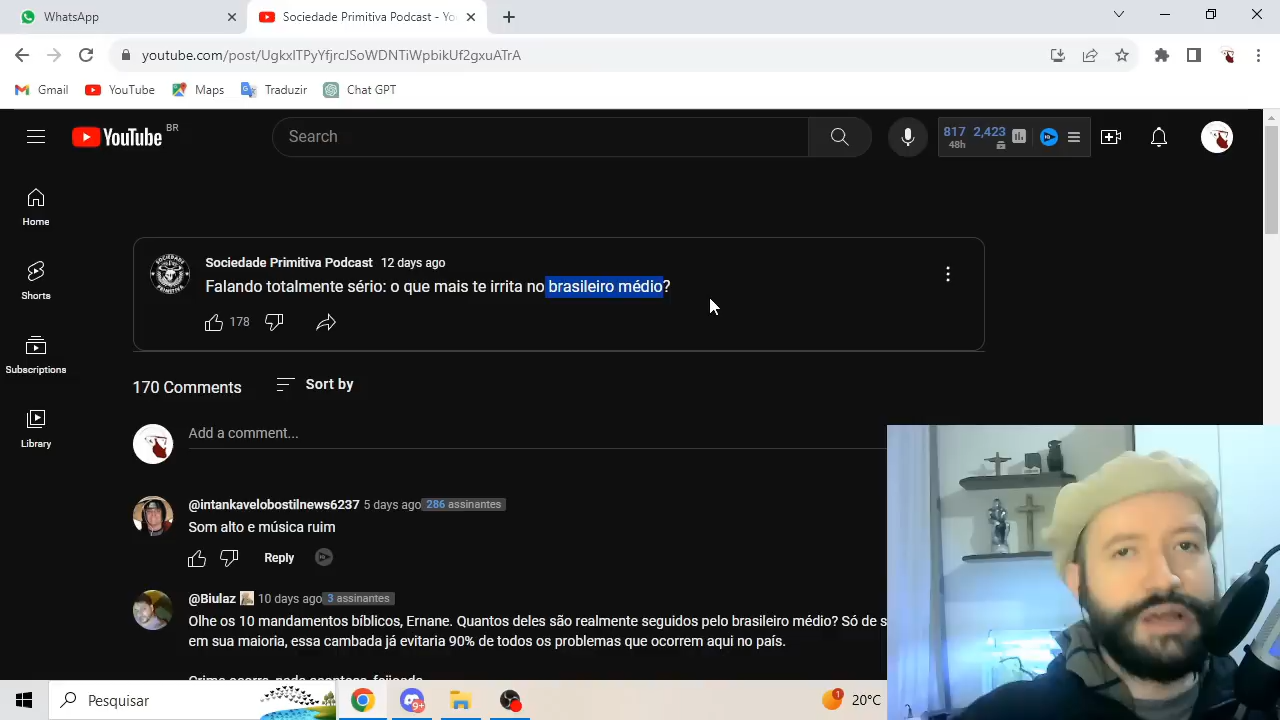 WhatsApp
Sociedade Primitiva Podcast - Yo
youtube.com/post/UgkxlTPyYfjrcJSoWDNTiWpbikUf2gxuATrA
Gmail YouTube Maps Traduzir Chat GPT
YouTube BR
Search
817 2,423
48h
Home
Shorts
Subscriptions
Library
Sociedade Primitiva Podcast 12 days ago
Falando totalmente sério: o que mais te irrita no brasileiro médio?
178
170 Comments Sort by
Add a comment...
@intankavelobostilnews6237 5 days ago 286 assinantes
Som alto e música ruim
Reply
@Biulaz 10 days ago 3 assinantes
Olhe os 10 mandamentos bíblicos, Ernane. Quantos deles são realmente seguidos pelo brasileiro médio? Só de s
em sua maioria, essa cambada já evitaria 90% de todos os problemas que ocorrem aqui no país.
Pesquisar
9+
1
20°C